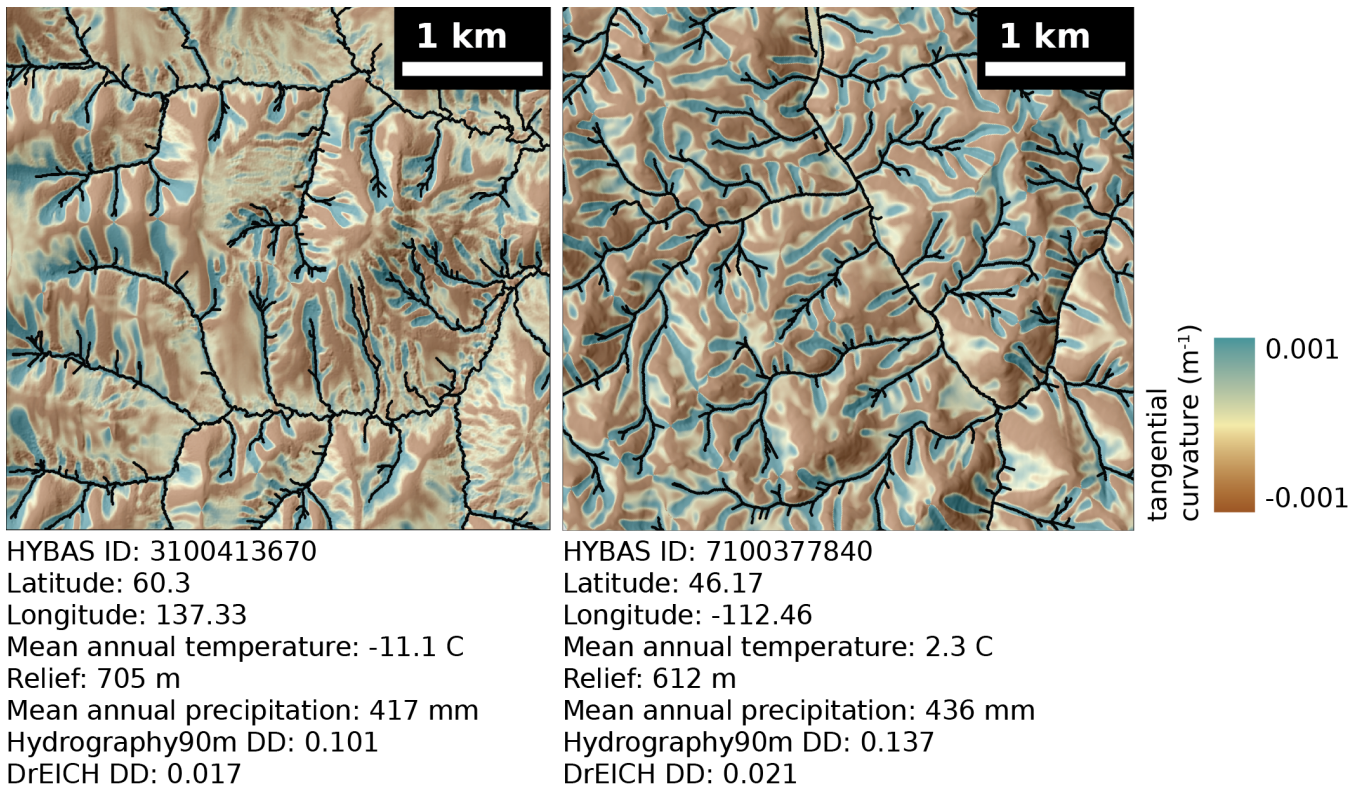 1 km
1 km
tangential
curvature (m⁻¹)
0.001
-0.001
HYBAS ID: 3100413670
Latitude: 60.3
Longitude: 137.33
Mean annual temperature: -11.1 C
Relief: 705 m
Mean annual precipitation: 417 mm
Hydrography90m DD: 0.101
DrEICH DD: 0.017
HYBAS ID: 7100377840
Latitude: 46.17
Longitude: -112.46
Mean annual temperature: 2.3 C
Relief: 612 m
Mean annual precipitation: 436 mm
Hydrography90m DD: 0.137
DrEICH DD: 0.021